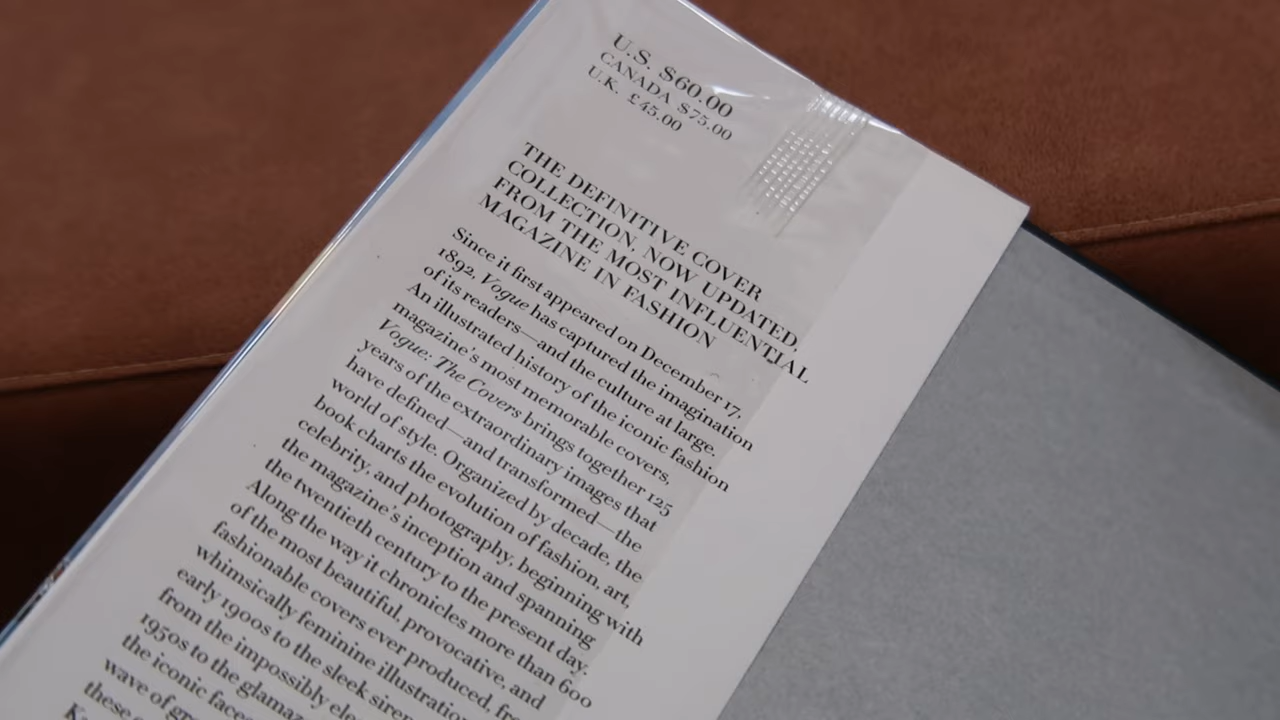 U.S. $60.00
CANADA $75.00
U.K. £45.00
THE DEFINITIVE COVER
COLLECTION, NOW UPDATED,
FROM THE MOST INFLUENTIAL
MAGAZINE IN FASHION
Since it first appeared on December 17,
1892, Vogue has captured the imagination
of its readers—and the culture at large.
An illustrated history of the iconic fashion
magazine's most memorable covers,
Vogue: The Covers brings together 125
years of the extraordinary images that
have defined—and transformed—the
world of style. Organized by decade, the
book charts the evolution of fashion, art,
celebrity, and photography, beginning with
the magazine's inception and spanning
the twentieth century to the present day.
Along the way it chronicles more than 600
of the most beautiful, provocative, and
fashionable covers ever produced, fr
whimsically feminine illustration
early 1900s to the sleek siren
from the impossibly ele
1950s to the glamaz
the iconic face
wave of gr
these